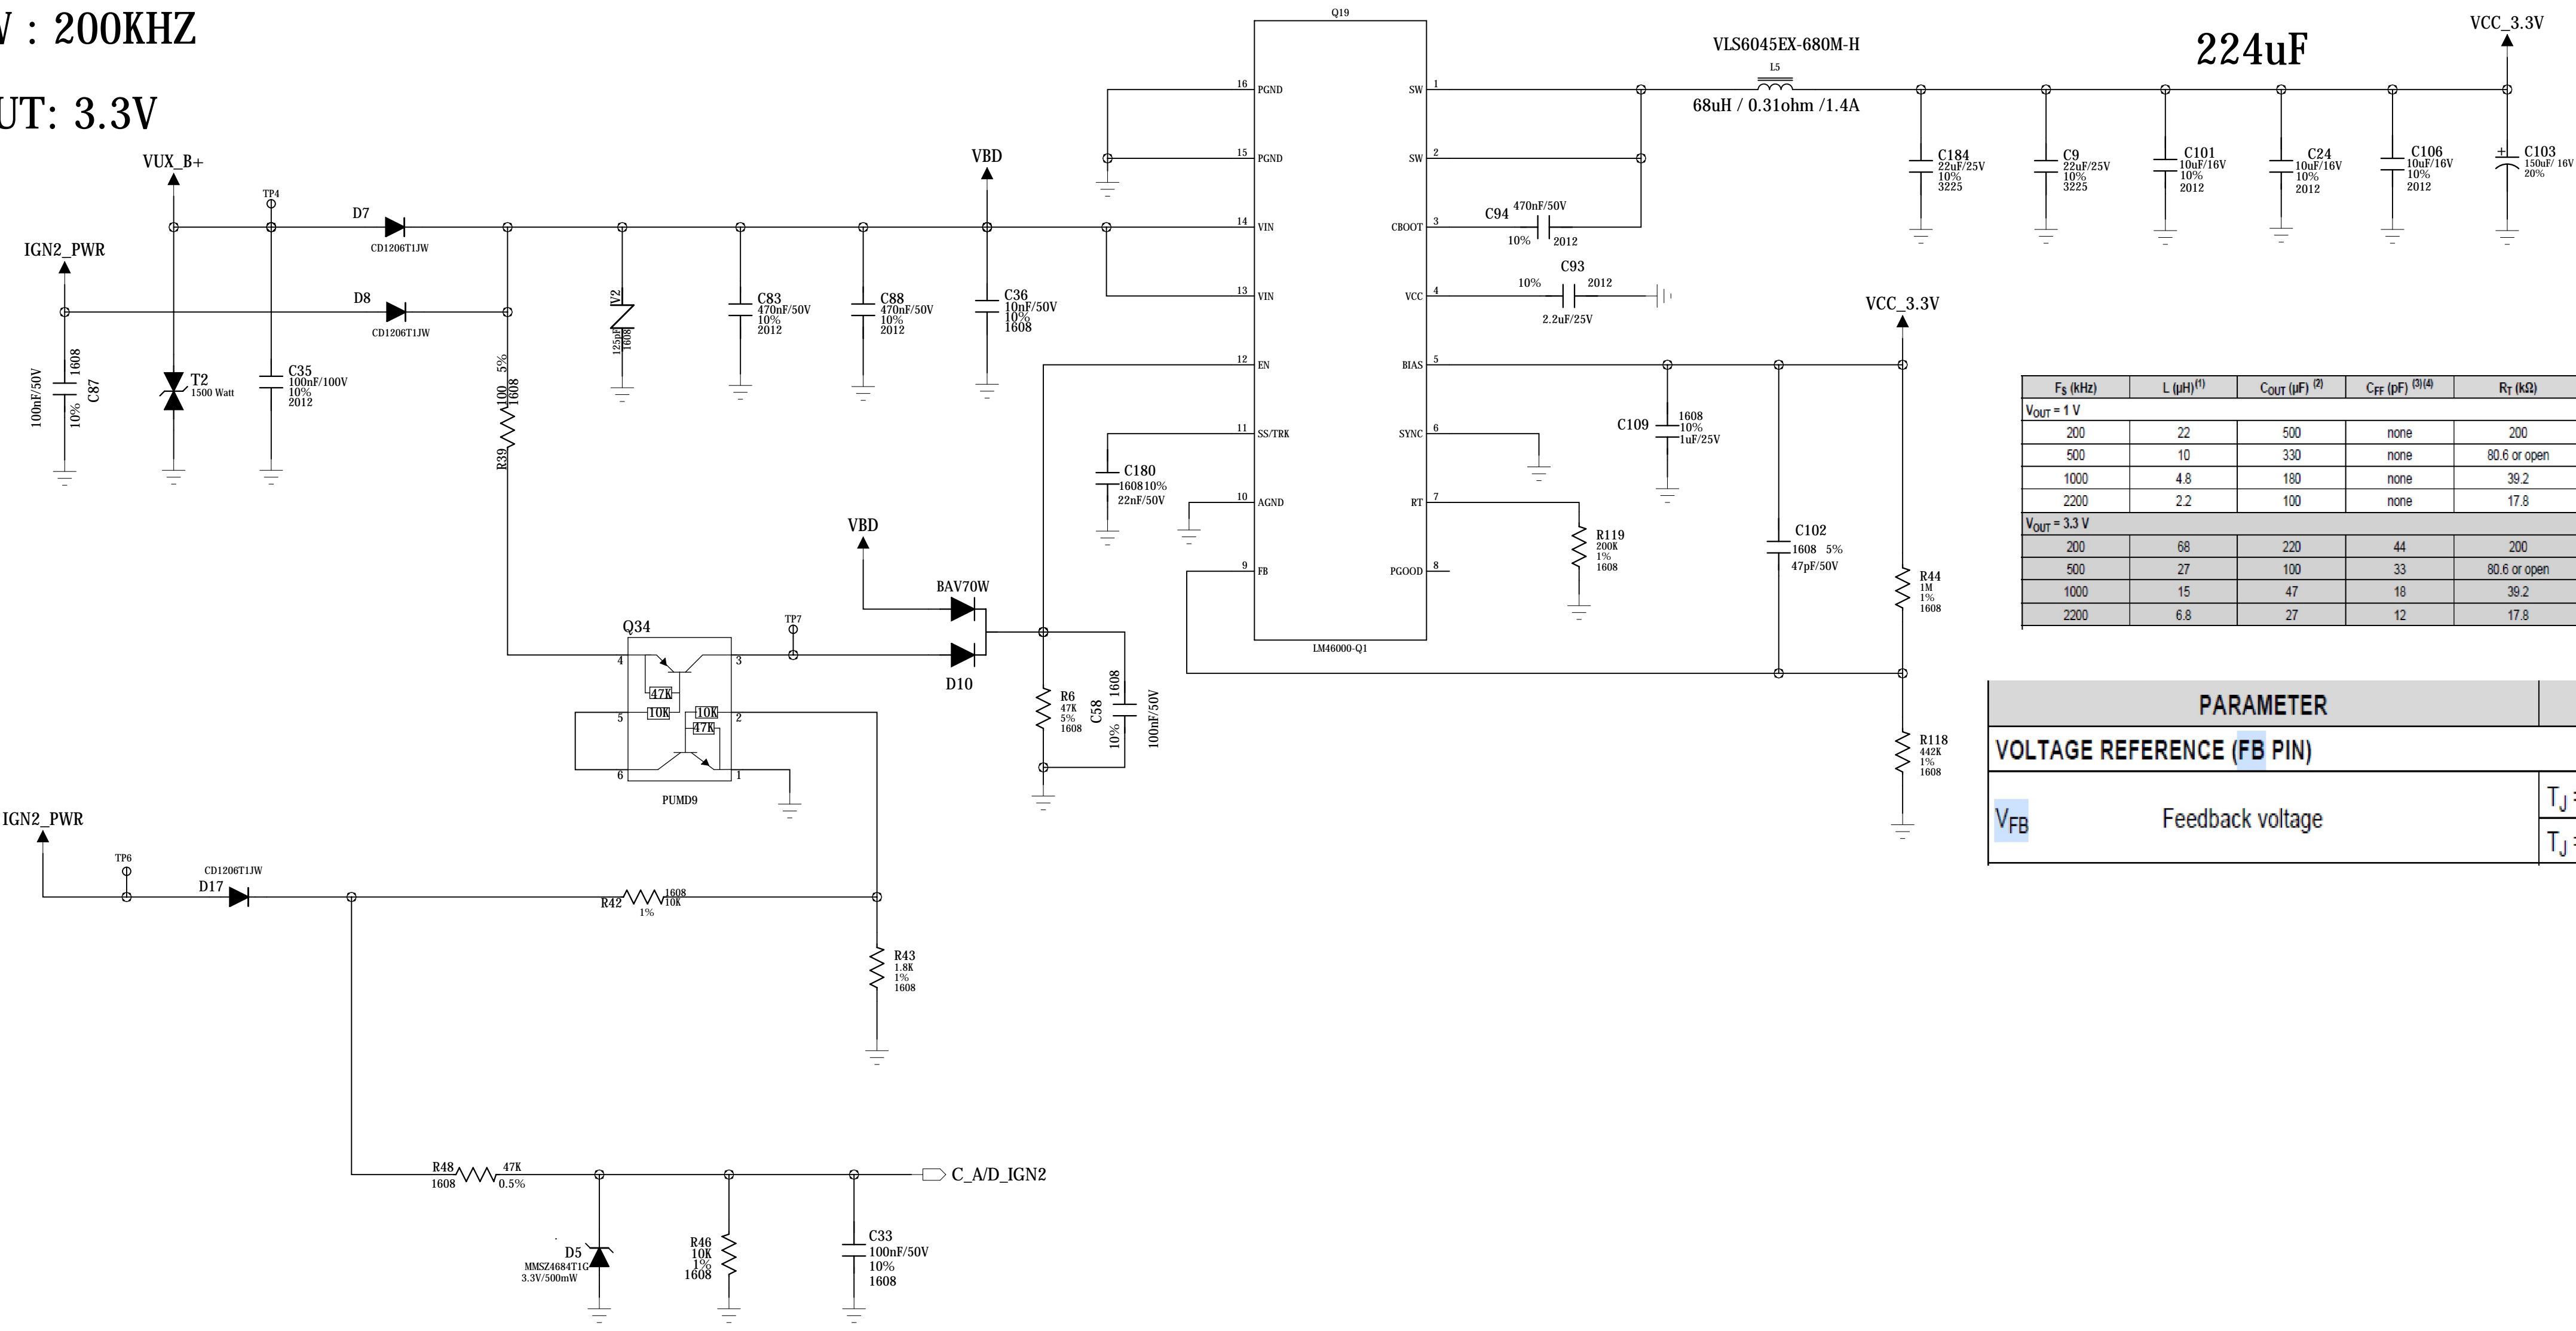 V : 200KHZ
UT: 3.3V
VUX_B+
TP4
D7
CD1206T1JW
IGN2_PWR
D8
CD1206T1JW
100nF/50V
10%
1608
C87
T2
1500 Watt
C35
100nF/100V
10%
2012
R39
100
5%
1608
V2
125pF
1608
C83
470nF/50V
10%
2012
C88
470nF/50V
10%
2012
VBD
C36
10nF/50V
10%
1608
Q19
16
PGND
15
PGND
14
VIN
13
VIN
12
EN
11
SS/TRK
10
AGND
9
FB
SW
1
SW
2
CBOOT
3
VCC
4
BIAS
5
SYNC
6
RT
7
PGOOD
8
LM46000-Q1
C180
160810%
22nF/50V
VLS6045EX-680M-H
L5
68uH / 0.31ohm /1.4A
C94
470nF/50V
10%
2012
C93
10%
2012
2.2uF/25V
224uF
VCC_3.3V
C184
22uF/25V
10%
3225
C9
22uF/25V
10%
3225
C101
10uF/16V
10%
2012
C24
10uF/16V
10%
2012
C106
10uF/16V
10%
2012
+
C103
150uF/ 16V
20%
VCC_3.3V
C109
1608
10%
1uF/25V
R119
200K
1%
1608
C102
1608 5%
47pF/50V
R44
1M
1%
1608
R118
442K
1%
1608
FS (kHz) L (µH)(1) COUT (µF) (2) CFF (pF) (3)(4) RT (kΩ)
VOUT = 1 V
200 22 500 none 200
500 10 330 none 80.6 or open
1000 4.8 180 none 39.2
2200 2.2 100 none 17.8
VOUT = 3.3 V
200 68 220 44 200
500 27 100 33 80.6 or open
1000 15 47 18 39.2
2200 6.8 27 12 17.8
PARAMETER
VOLTAGE REFERENCE (FB PIN)
VFB Feedback voltage
TJ =
TJ =
VBD
BAV70W
D10
TP7
Q34
4
3
47K
10K
10K
47K
5
2
6
1
PUMD9
R6
47K
5%
1608
C58
10%
1608
100nF/50V
IGN2_PWR
TP6
CD1206T1JW
D17
R42
1608
10K
1%
R43
1.8K
1%
1608
R48
47K
1608
0.5%
C_A/D_IGN2
D5
MMSZ4684T1G
3.3V/500mW
R46
10K
1%
1608
C33
100nF/50V
10%
1608